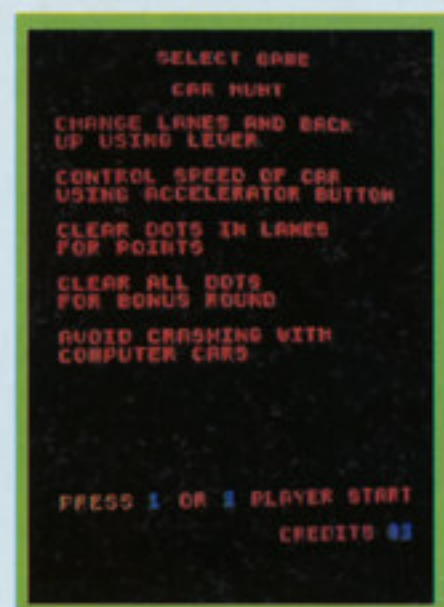 SELECT GAME
CAR HUNT
CHANGE LANES AND BACK
UP USING LEVER
CONTROL SPEED OF CAR
USING ACCELERATOR BUTTON
CLEAR DOTS IN LANES
FOR POINTS
CLEAR ALL DOTS
FOR BONUS ROUND
AVOID CRASHING WITH
COMPUTER CARS
PRESS 1 OR 2 PLAYER START
CREDITS